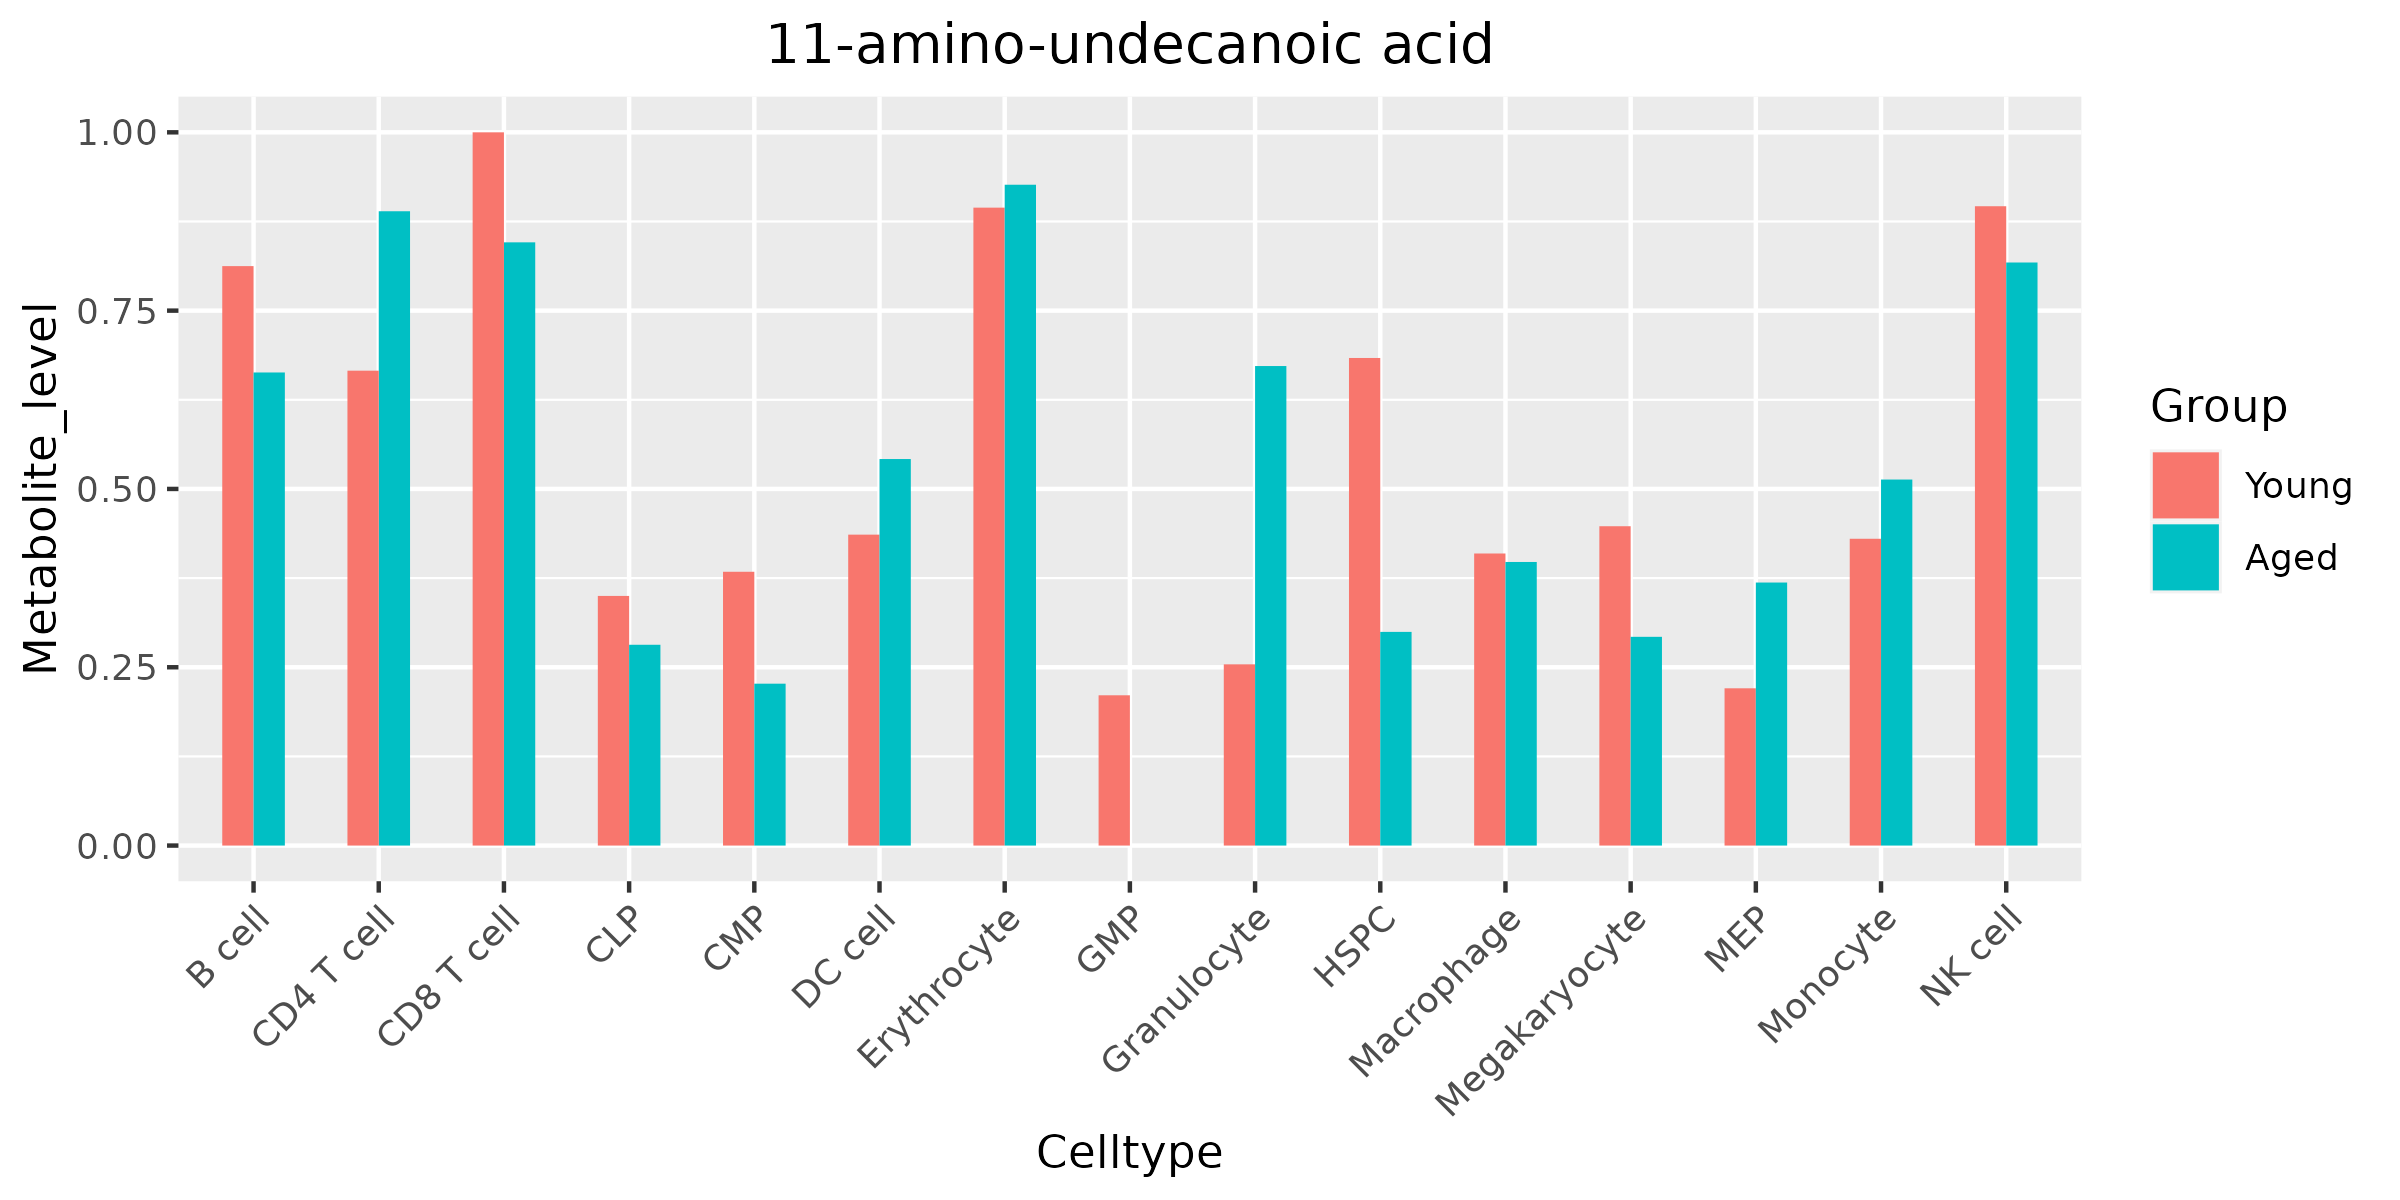 11-amino-undecanoic acid
Metabolite_level
1.00
0.75
0.50
0.25
0.00
B cell
CD4 T cell
CD8 T cell
CLP
CMP
DC cell
Erythrocyte
GMP
Granulocyte
HSPC
Macrophage
Megakaryocyte
MEP
Monocyte
NK cell
Celltype
Group
Young
Aged